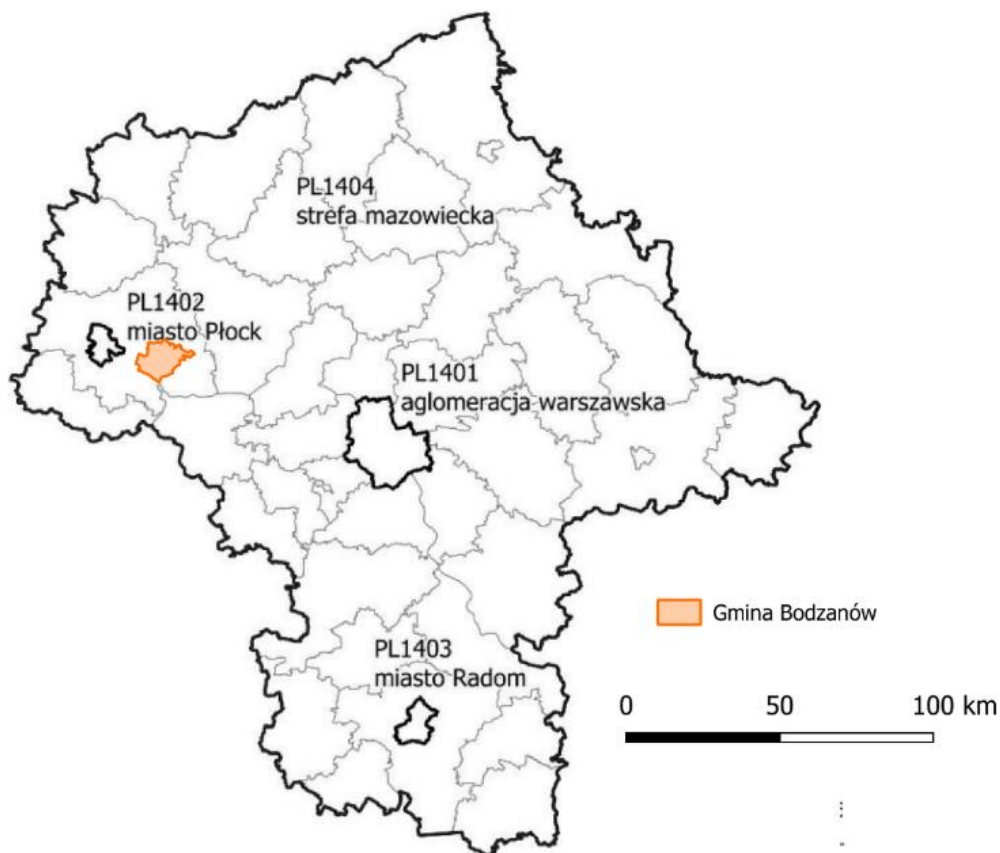 PL1404
strefa mazowiecka
PL1402
miasto Płock
PL1401
aglomeracja warszawska
Gmina Bodzanów
PL1403
miasto Radom
0 50 100 km